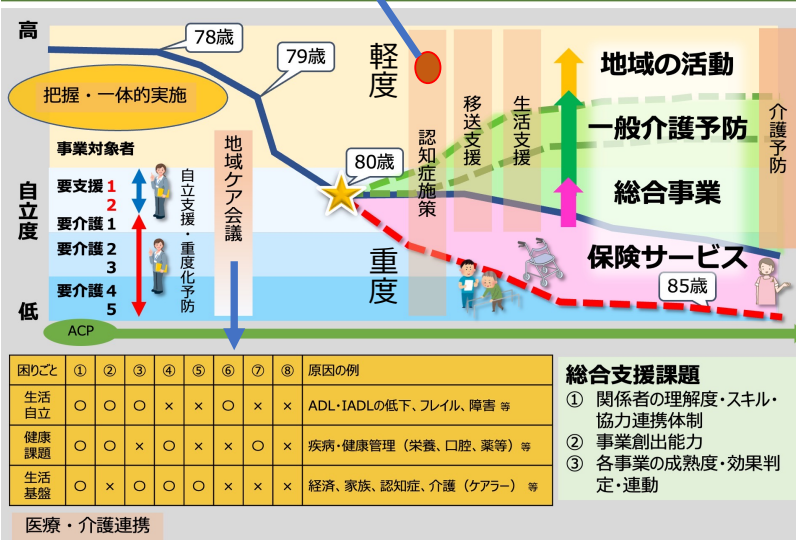 高
78歳
79歳
把握・一体的実施
事業対象者
要支援 1
2
要介護 1
要介護 2
3
要介護 4
5
自立度
低
自立支援・重度化予防
地域ケア会議
80歳
軽度
重度
認知症施策
移送支援
生活支援
地域の活動
一般介護予防
総合事業
保険サービス
介護予防
85歳
ACP
困りごと ① ② ③ ④ ⑤ ⑥ ⑦ ⑧ 原因の例
生活
自立 ○ ○ ○ × × ○ × × ADL・IADLの低下、フレイル、障害 等
健康
課題 ○ ○ × ○ × × ○ × 疾病・健康管理（栄養、口腔、薬等）等
生活
基盤 ○ × ○ ○ ○ × × × 経済、家族、認知症、介護（ケアラー） 等
総合支援課題
① 関係者の理解度・スキル・
協力連携体制
② 事業創出能力
③ 各事業の成熟度・効果判
定・連動
医療・介護連携